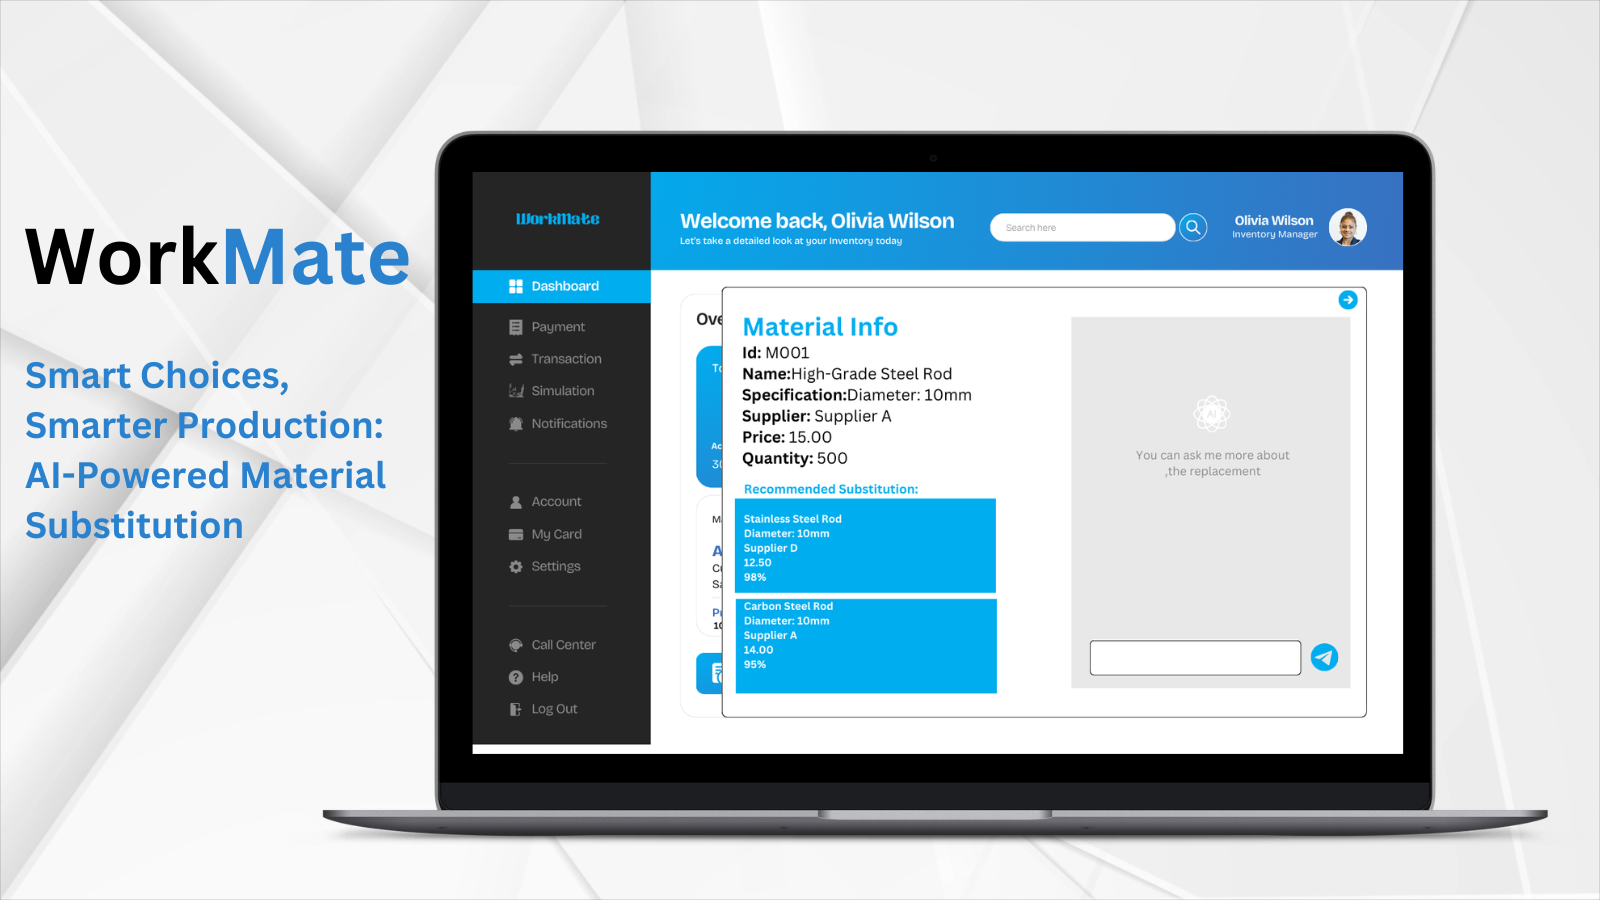 WorkMate
Smart Choices,
Smarter Production:
AI-Powered Material
Substitution
WorkMate
Dashboard
Payment
Transaction
Simulation
Notifications
Account
My Card
Settings
Call Center
Help
Log Out
Welcome back, Olivia Wilson
Let's take a detailed look at your Inventory today
Search here
Olivia Wilson
Inventory Manager
Material Info
Id: M001
Name:High-Grade Steel Rod
Specification:Diameter: 10mm
Supplier: Supplier A
Price: 15.00
Quantity: 500
Recommended Substitution:
Stainless Steel Rod
Diameter: 10mm
Supplier D
12.50
98%
Carbon Steel Rod
Diameter: 10mm
Supplier A
14.00
95%
AI
You can ask me more about
,the replacement